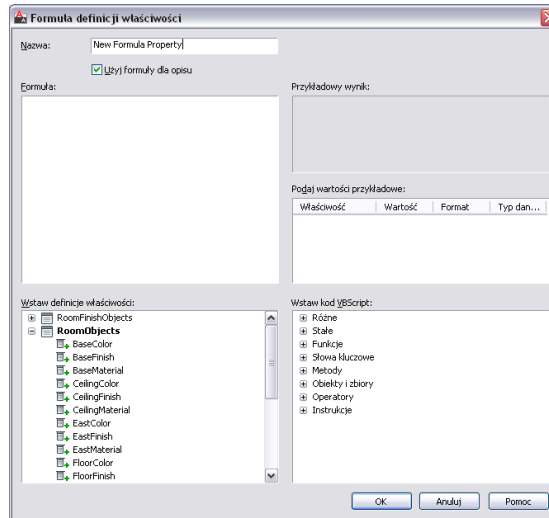 Formuła definicji właściwości
Nazwa:
New Formula Property
Użyj formuły dla opisu
Formuła:
Przykładowy wynik:
Podaj wartości przykładowe:
Właściwość Wartość Format Typ dan...
Wstaw definicje właściwości:
RoomFinishObjects
RoomObjects
BaseColor
BaseFinish
BaseMaterial
CeilingColor
CeilingFinish
CeilingMaterial
EastColor
EastFinish
EastMaterial
FloorColor
FloorFinish
Wstaw kod VBScript:
Różne
Stałe
Funkcje
Słowa kluczowe
Metody
Obiekty i zbiory
Operatory
Instrukcje
OK Anuluj Pomoc